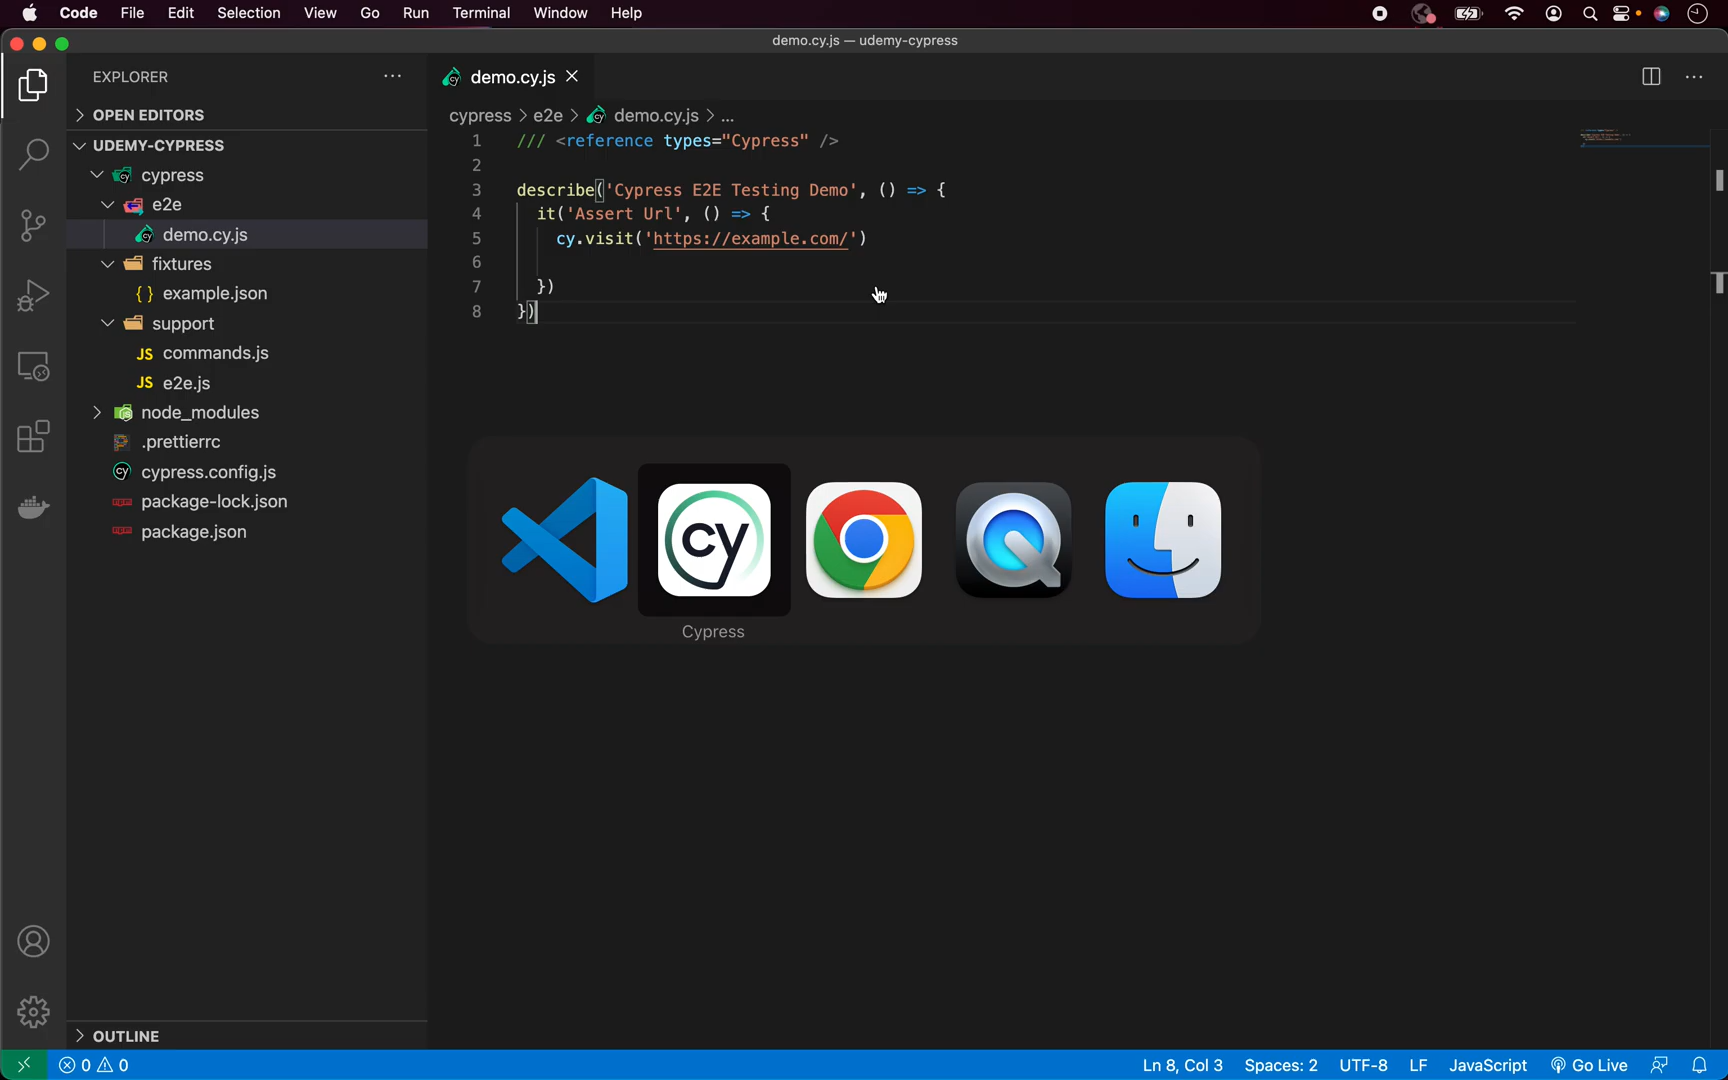 Code File Edit Selection View Go Run Terminal Window Help
demo.cy.js — udemy-cypress
EXPLORER
OPEN EDITORS
UDEMY-CYPRESS
cypress
e2e
demo.cy.js
fixtures
{ } example.json
support
JS commands.js
JS e2e.js
node_modules
.prettierrc
cypress.config.js
package-lock.json
package.json
OUTLINE
demo.cy.js
cypress > e2e > demo.cy.js > ...
1 /// <reference types="Cypress" />
2
3 describe('Cypress E2E Testing Demo', () => {
4 it('Assert Url', () => {
5 cy.visit('https://example.com/')
6
7 })
8 })
cy
Cypress
0 0
Ln 8, Col 3 Spaces: 2 UTF-8 LF JavaScript Go Live